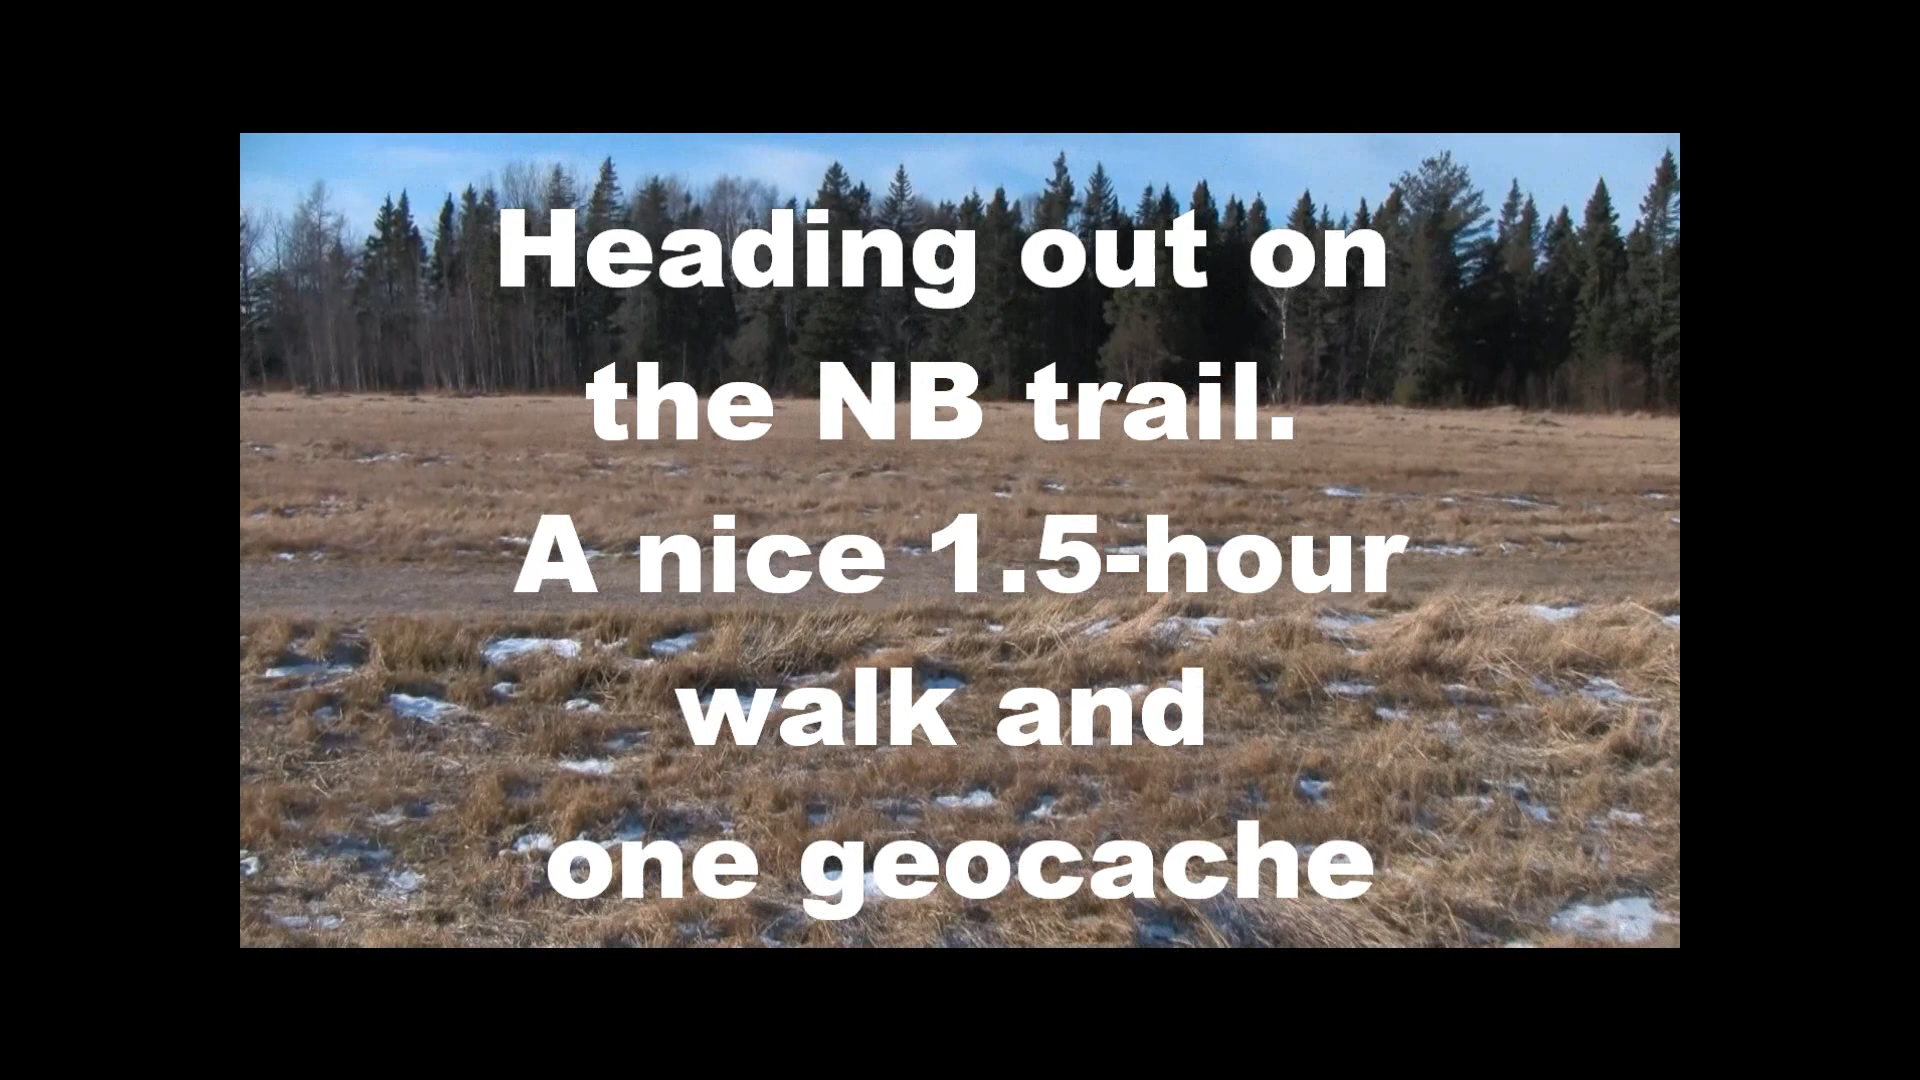 Heading out on
the NB trail.
A nice 1.5-hour
walk and
one geocache